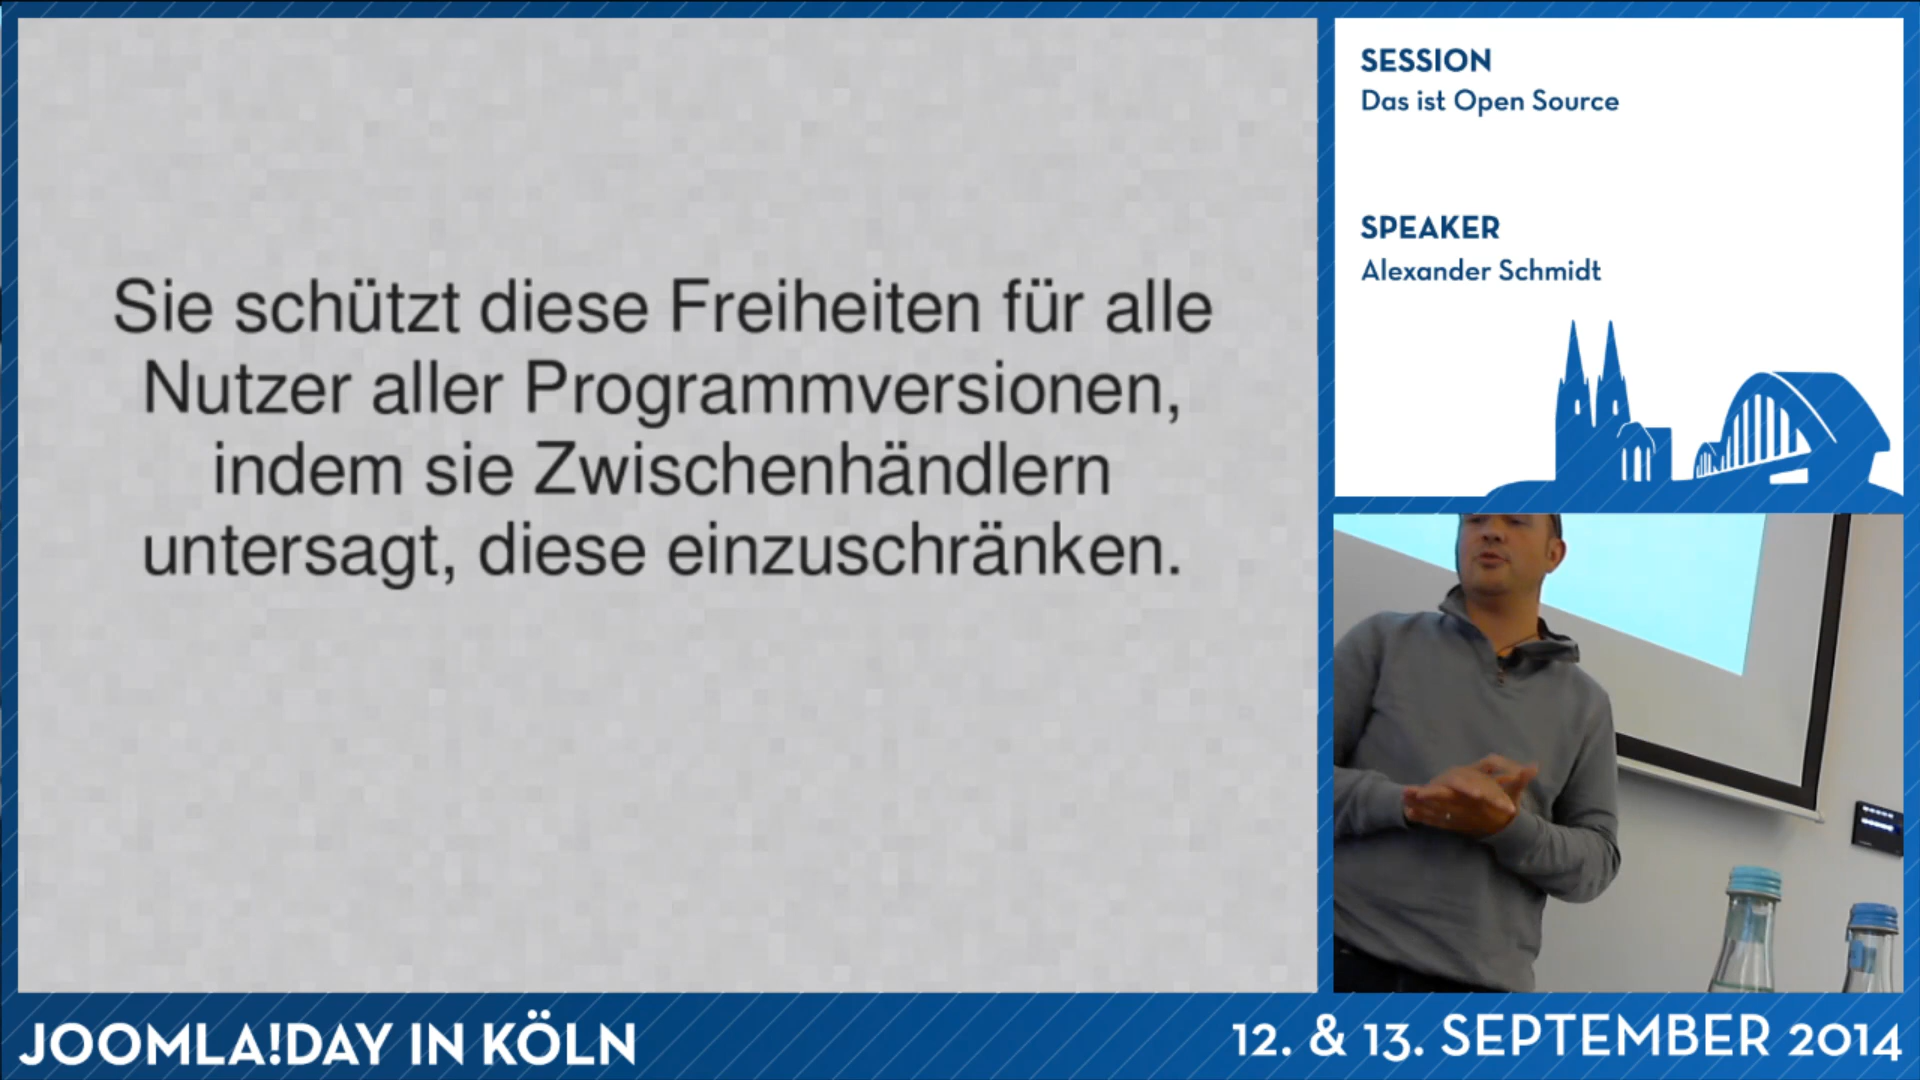 Sie schützt diese Freiheiten für alle
Nutzer aller Programmversionen,
indem sie Zwischenhändlern
untersagt, diese einzuschränken.
SESSION
Das ist Open Source
SPEAKER
Alexander Schmidt
JOOMLA!DAY IN KÖLN
12. & 13. SEPTEMBER 2014